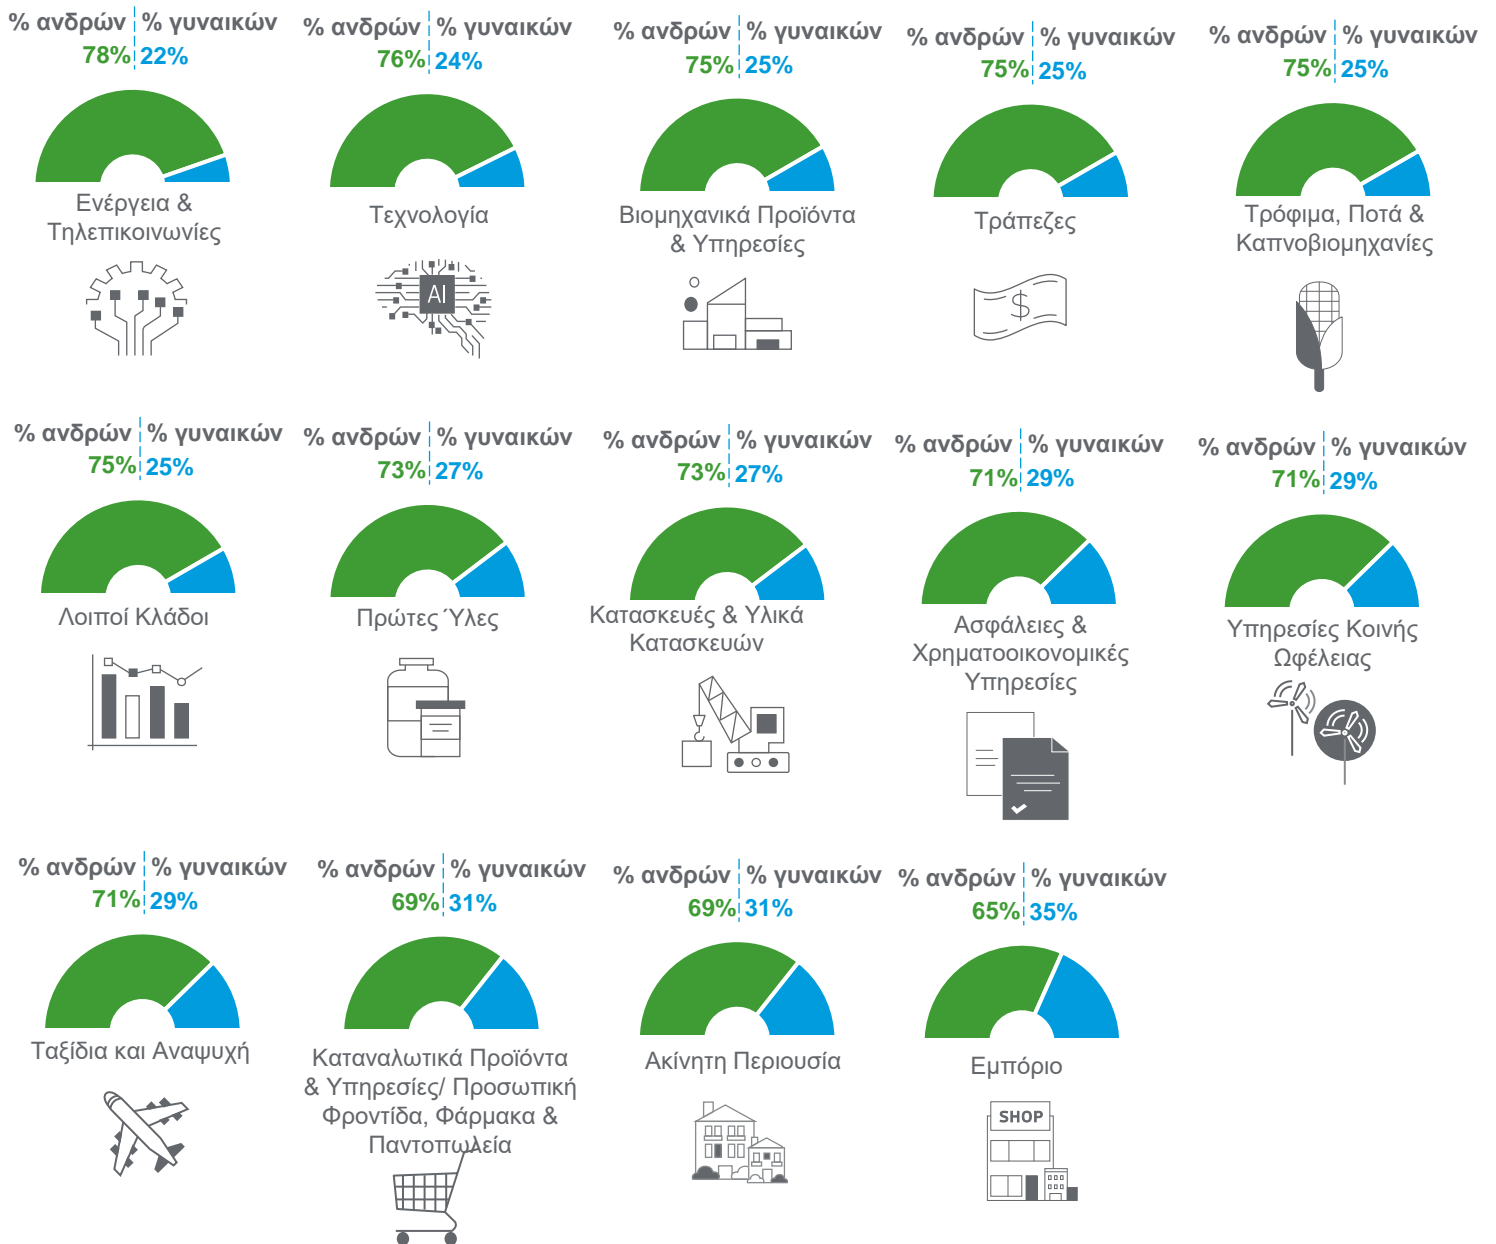 % ανδρών % γυναικών
78% 22%
Ενέργεια &
Τηλεπικοινωνίες
% ανδρών % γυναικών
76% 24%
Τεχνολογία
AI
% ανδρών % γυναικών
75% 25%
Βιομηχανικά Προϊόντα
& Υπηρεσίες
% ανδρών % γυναικών
75% 25%
Τράπεζες
$
% ανδρών % γυναικών
75% 25%
Τρόφιμα, Ποτά &
Καπνοβιομηχανίες
% ανδρών % γυναικών
75% 25%
Λοιποί Κλάδοι
% ανδρών % γυναικών
73% 27%
Πρώτες Ύλες
% ανδρών % γυναικών
73% 27%
Κατασκευές & Υλικά
Κατασκευών
% ανδρών % γυναικών
71% 29%
Ασφάλειες &
Χρηματοοικονομικές
Υπηρεσίες
% ανδρών % γυναικών
71% 29%
Υπηρεσίες Κοινής
Ωφέλειας
% ανδρών % γυναικών
71% 29%
Ταξίδια και Αναψυχή
% ανδρών % γυναικών
69% 31%
Καταναλωτικά Προϊόντα
& Υπηρεσίες/ Προσωπική
Φροντίδα, Φάρμακα &
Παντοπωλεία
% ανδρών % γυναικών
69% 31%
Ακίνητη Περιουσία
% ανδρών % γυναικών
65% 35%
Εμπόριο
SHOP